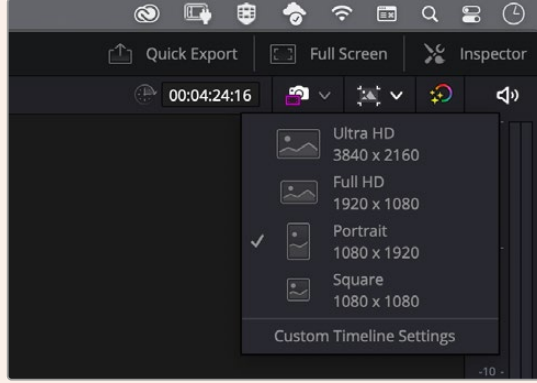 Quick Export
Full Screen
Inspector
00:04:24:16
Ultra HD
3840 x 2160
Full HD
1920 x 1080
Portrait
1080 x 1920
Square
1080 x 1080
Custom Timeline Settings
-10